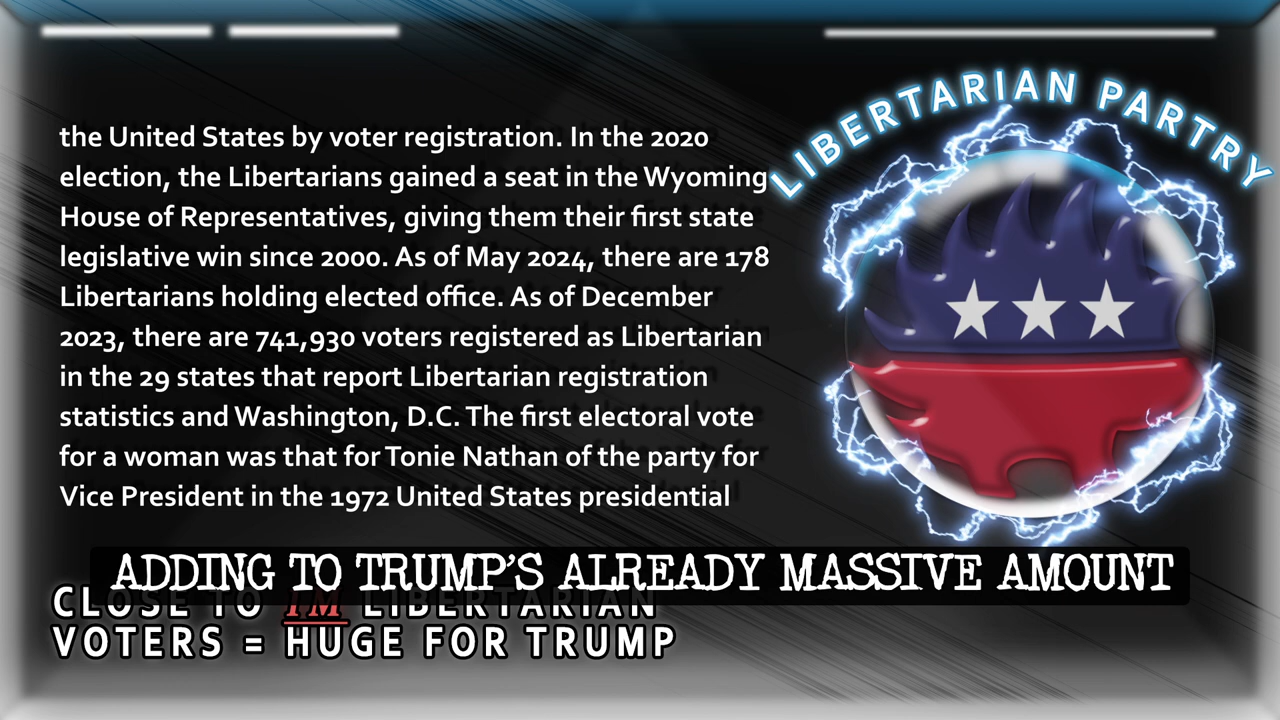 LIBERTARIAN PARTRY
the United States by voter registration. In the 2020
election, the Libertarians gained a seat in the Wyoming
House of Representatives, giving them their first state
legislative win since 2000. As of May 2024, there are 178
Libertarians holding elected office. As of December
2023, there are 741,930 voters registered as Libertarian
in the 29 states that report Libertarian registration
statistics and Washington, D.C. The first electoral vote
for a woman was that for Tonie Nathan of the party for
Vice President in the 1972 United States presidential
ADDING TO TRUMP'S ALREADY MASSIVE AMOUNT
CLOSE TO 1M LIBERTARIAN
VOTERS = HUGE FOR TRUMP